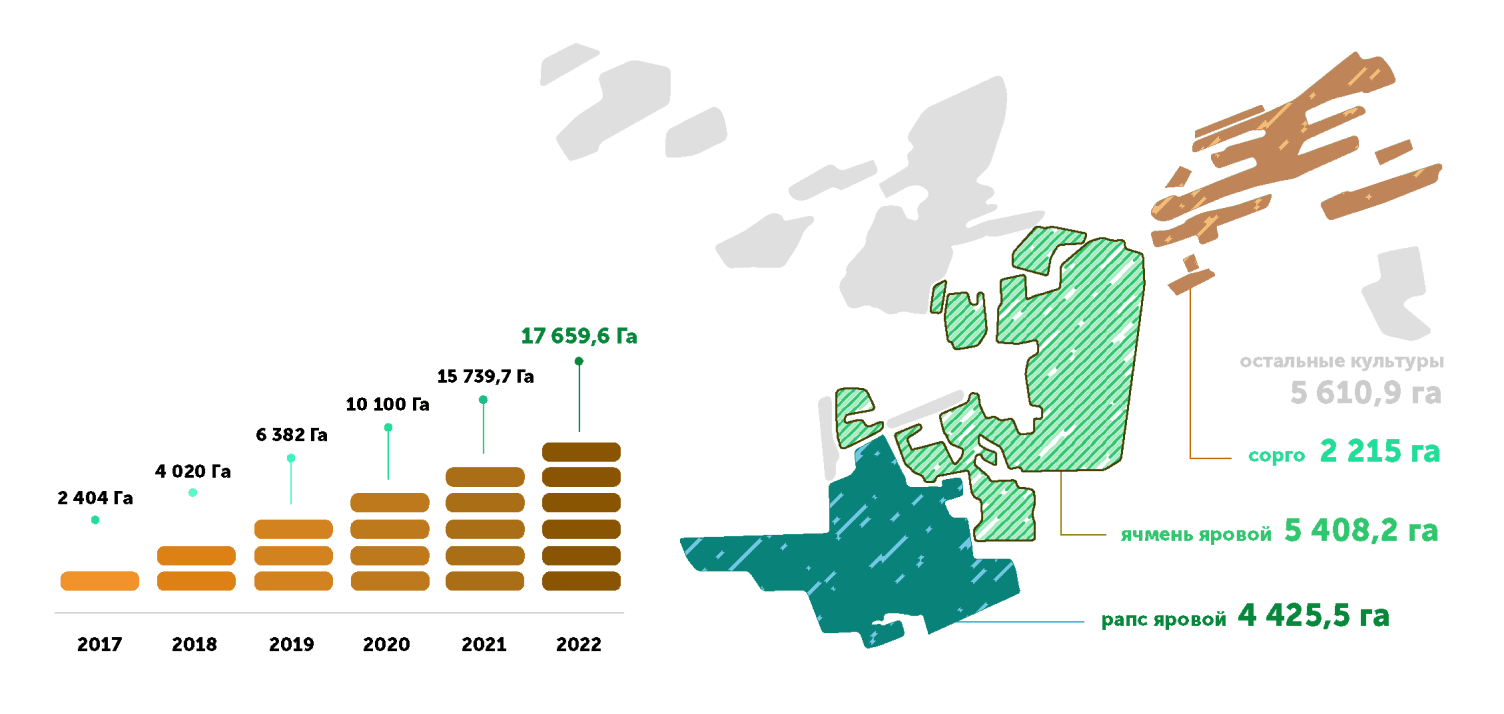 17 659,6 Га
15 739,7 Га
10 100 Га
6 382 Га
4 020 Га
2 404 Га
2017 2018 2019 2020 2021 2022
остальные культуры
5 610,9 га
сорго 2 215 га
ячмень яровой 5 408,2 га
рапс яровой 4 425,5 га